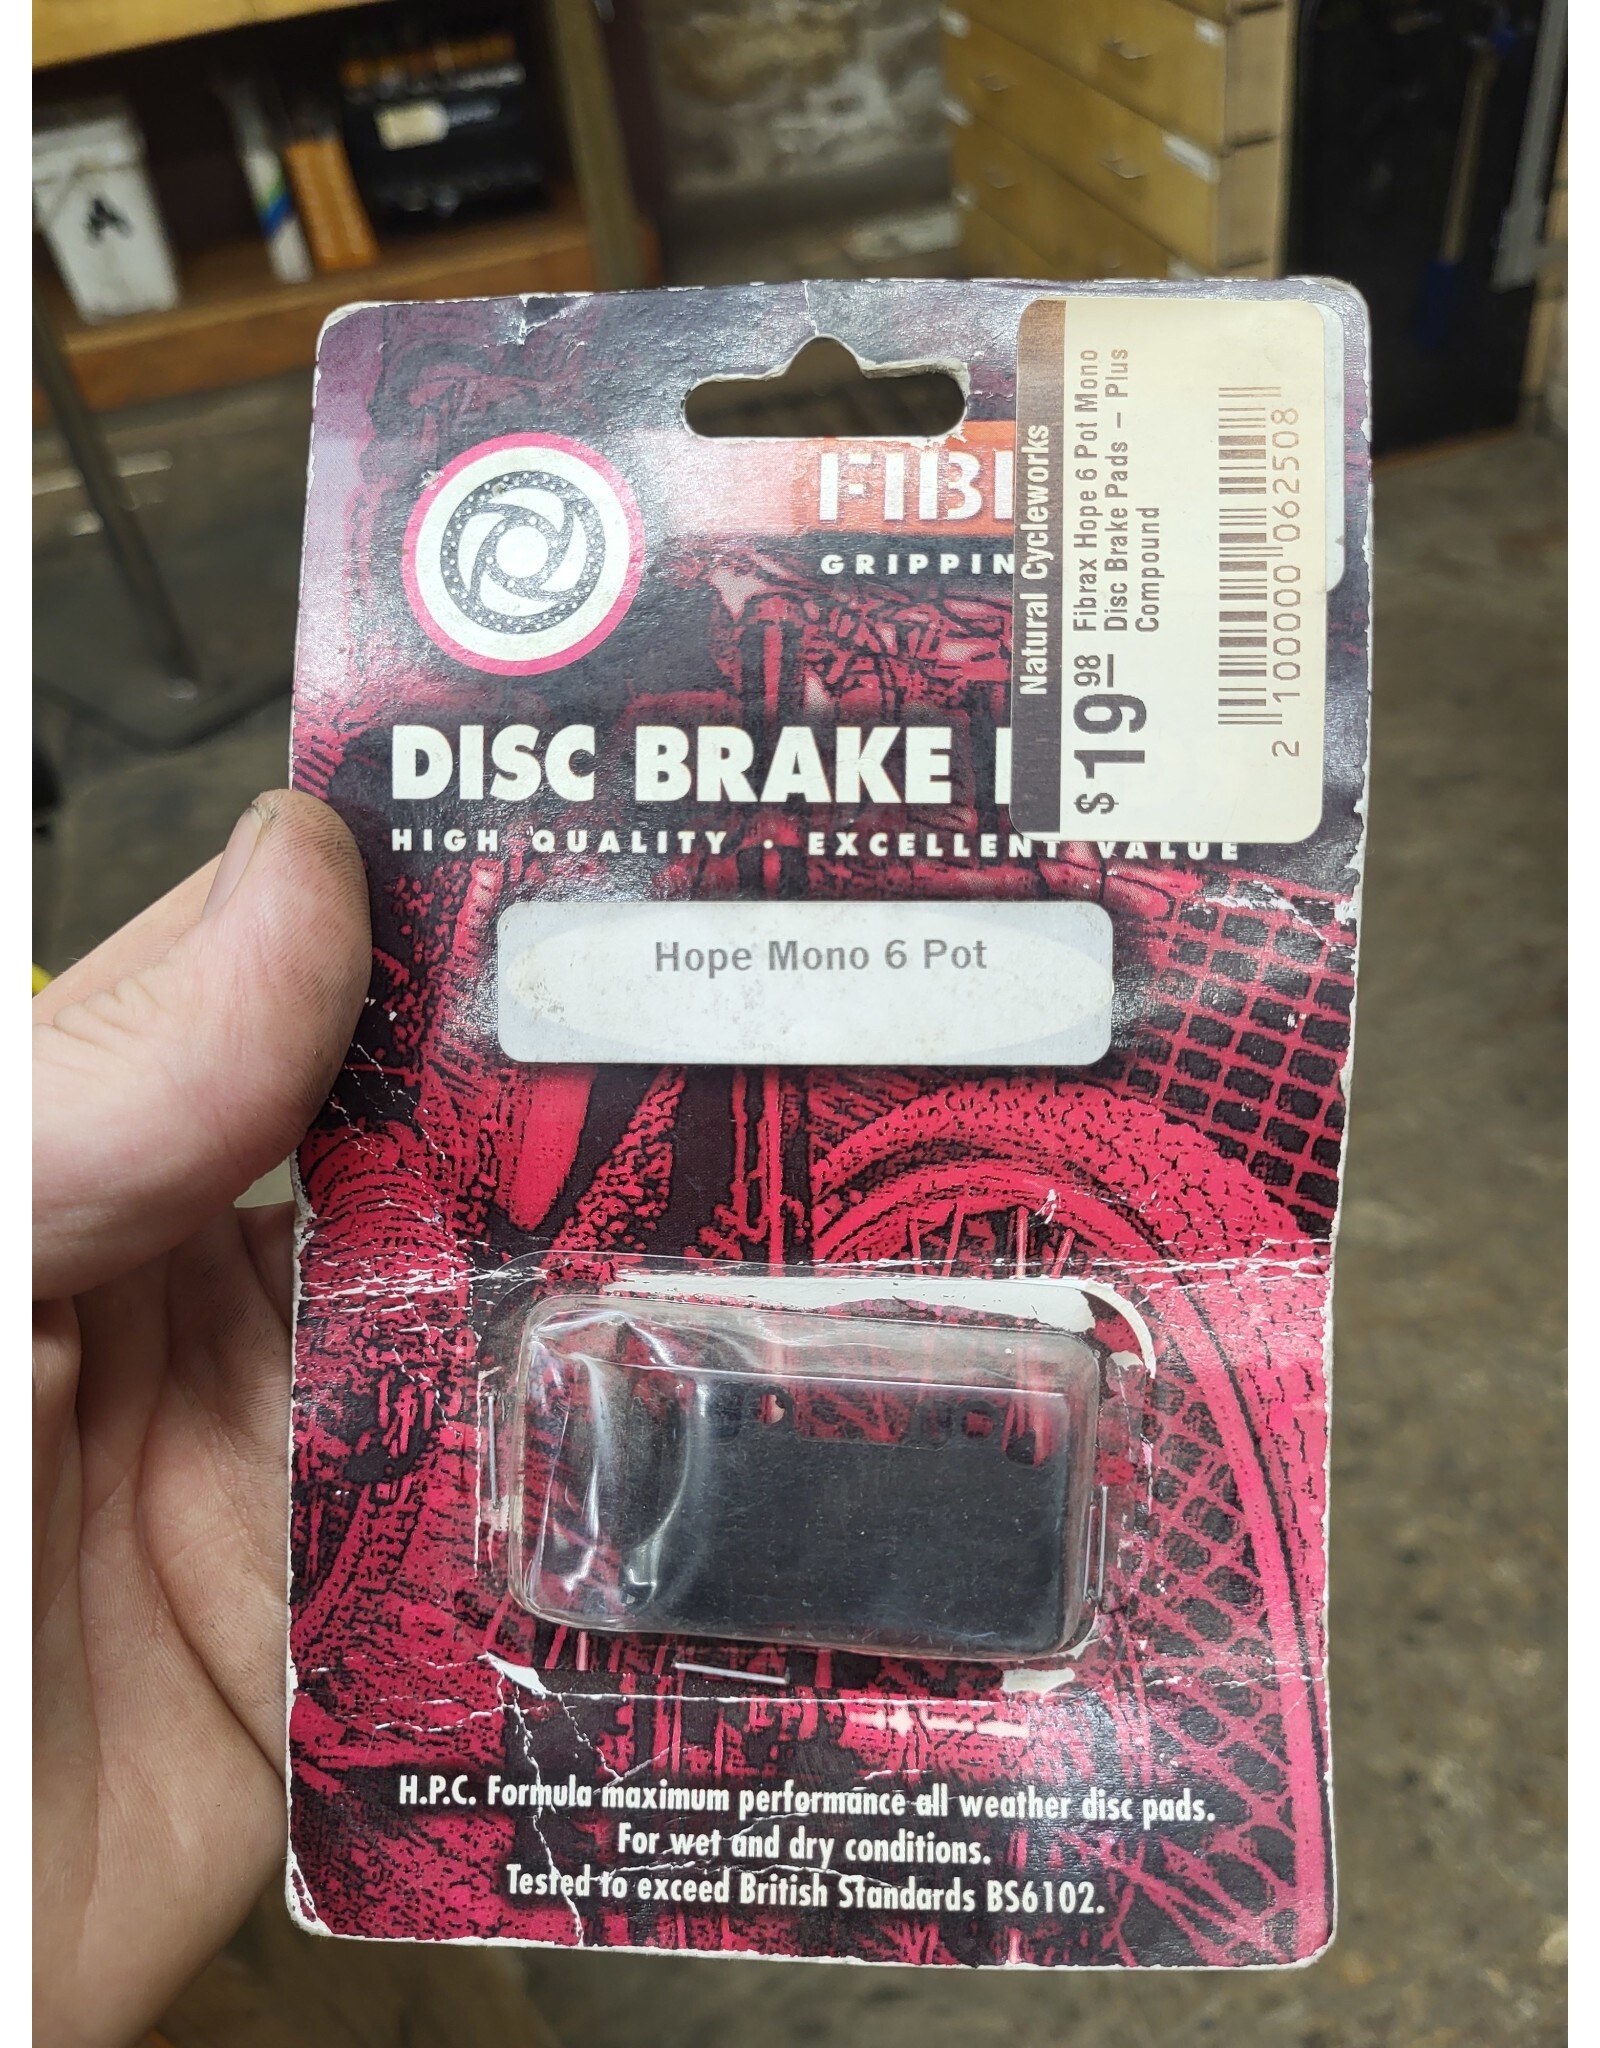 FIB
GRIPPIN
DISC BRAKE
HIGH QUALITY · EXCELLENT VALUE
Natural Cycleworks
$19.98
Fibrax Hope 6 Pot Mono
Disc Brake Pads – Plus
Compound
2 100000 062508
Hope Mono 6 Pot
H.P.C. Formula maximum performance all weather disc pads.
For wet and dry conditions.
Tested to exceed British Standards BS6102.
A